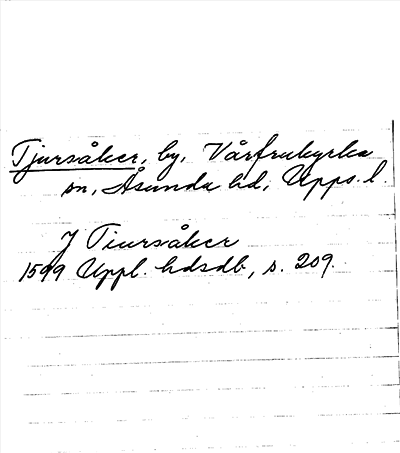 Tjursåker, by, Vårfrukyrka
sn, Åsunda hd, Upps. l.
J Tiursåker
1599 Uppl. hdsdb, s. 209.